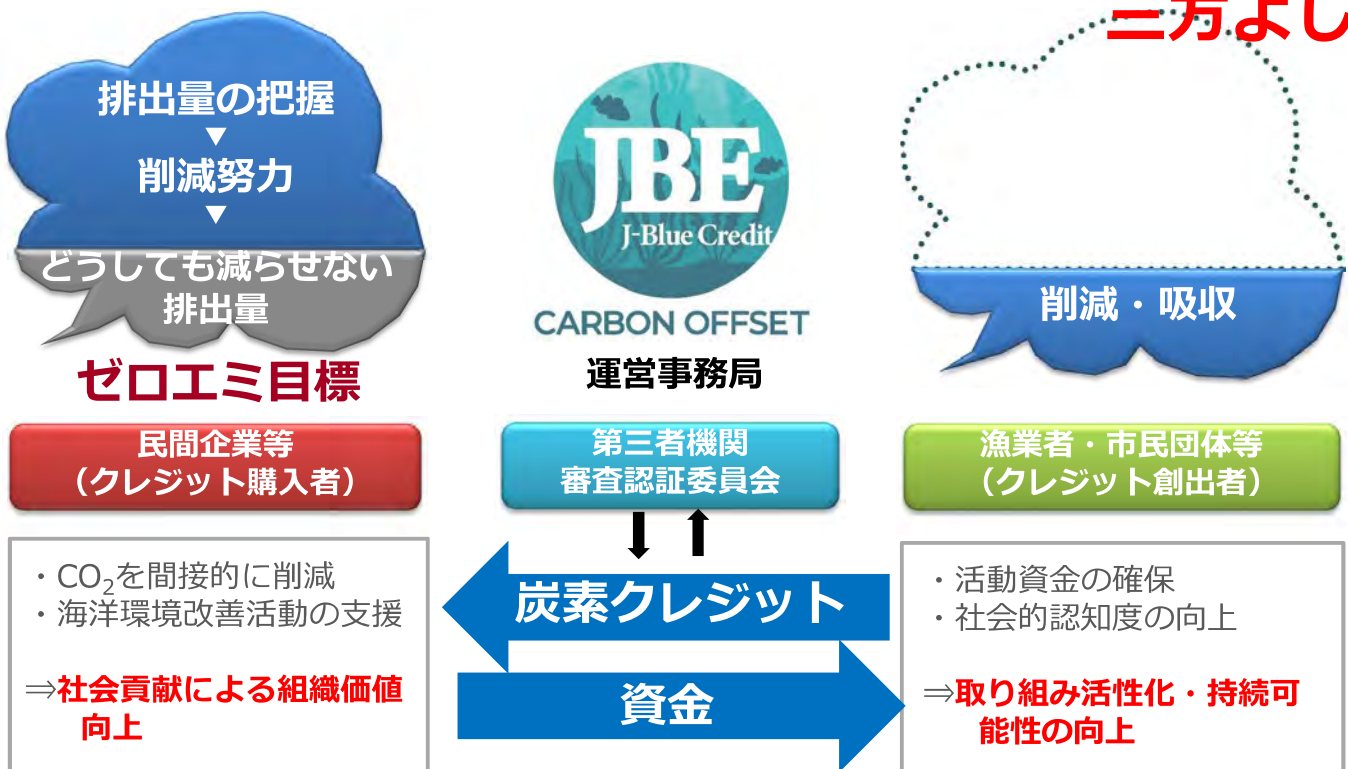 三方よし
排出量の把握
▼
削減努力
▼
どうしても減らせない
排出量
ゼロエミ目標
JBE
J-Blue Credit
CARBON OFFSET
運営事務局
削減・吸収
民間企業等
（クレジット購入者）
第三者機関
審査認証委員会
漁業者・市民団体等
（クレジット創出者）
・CO₂を間接的に削減
・海洋環境改善活動の支援
⇒社会貢献による組織価値
向上
炭素クレジット
資金
・活動資金の確保
・社会的認知度の向上
⇒取り組み活性化・持続可
能性の向上